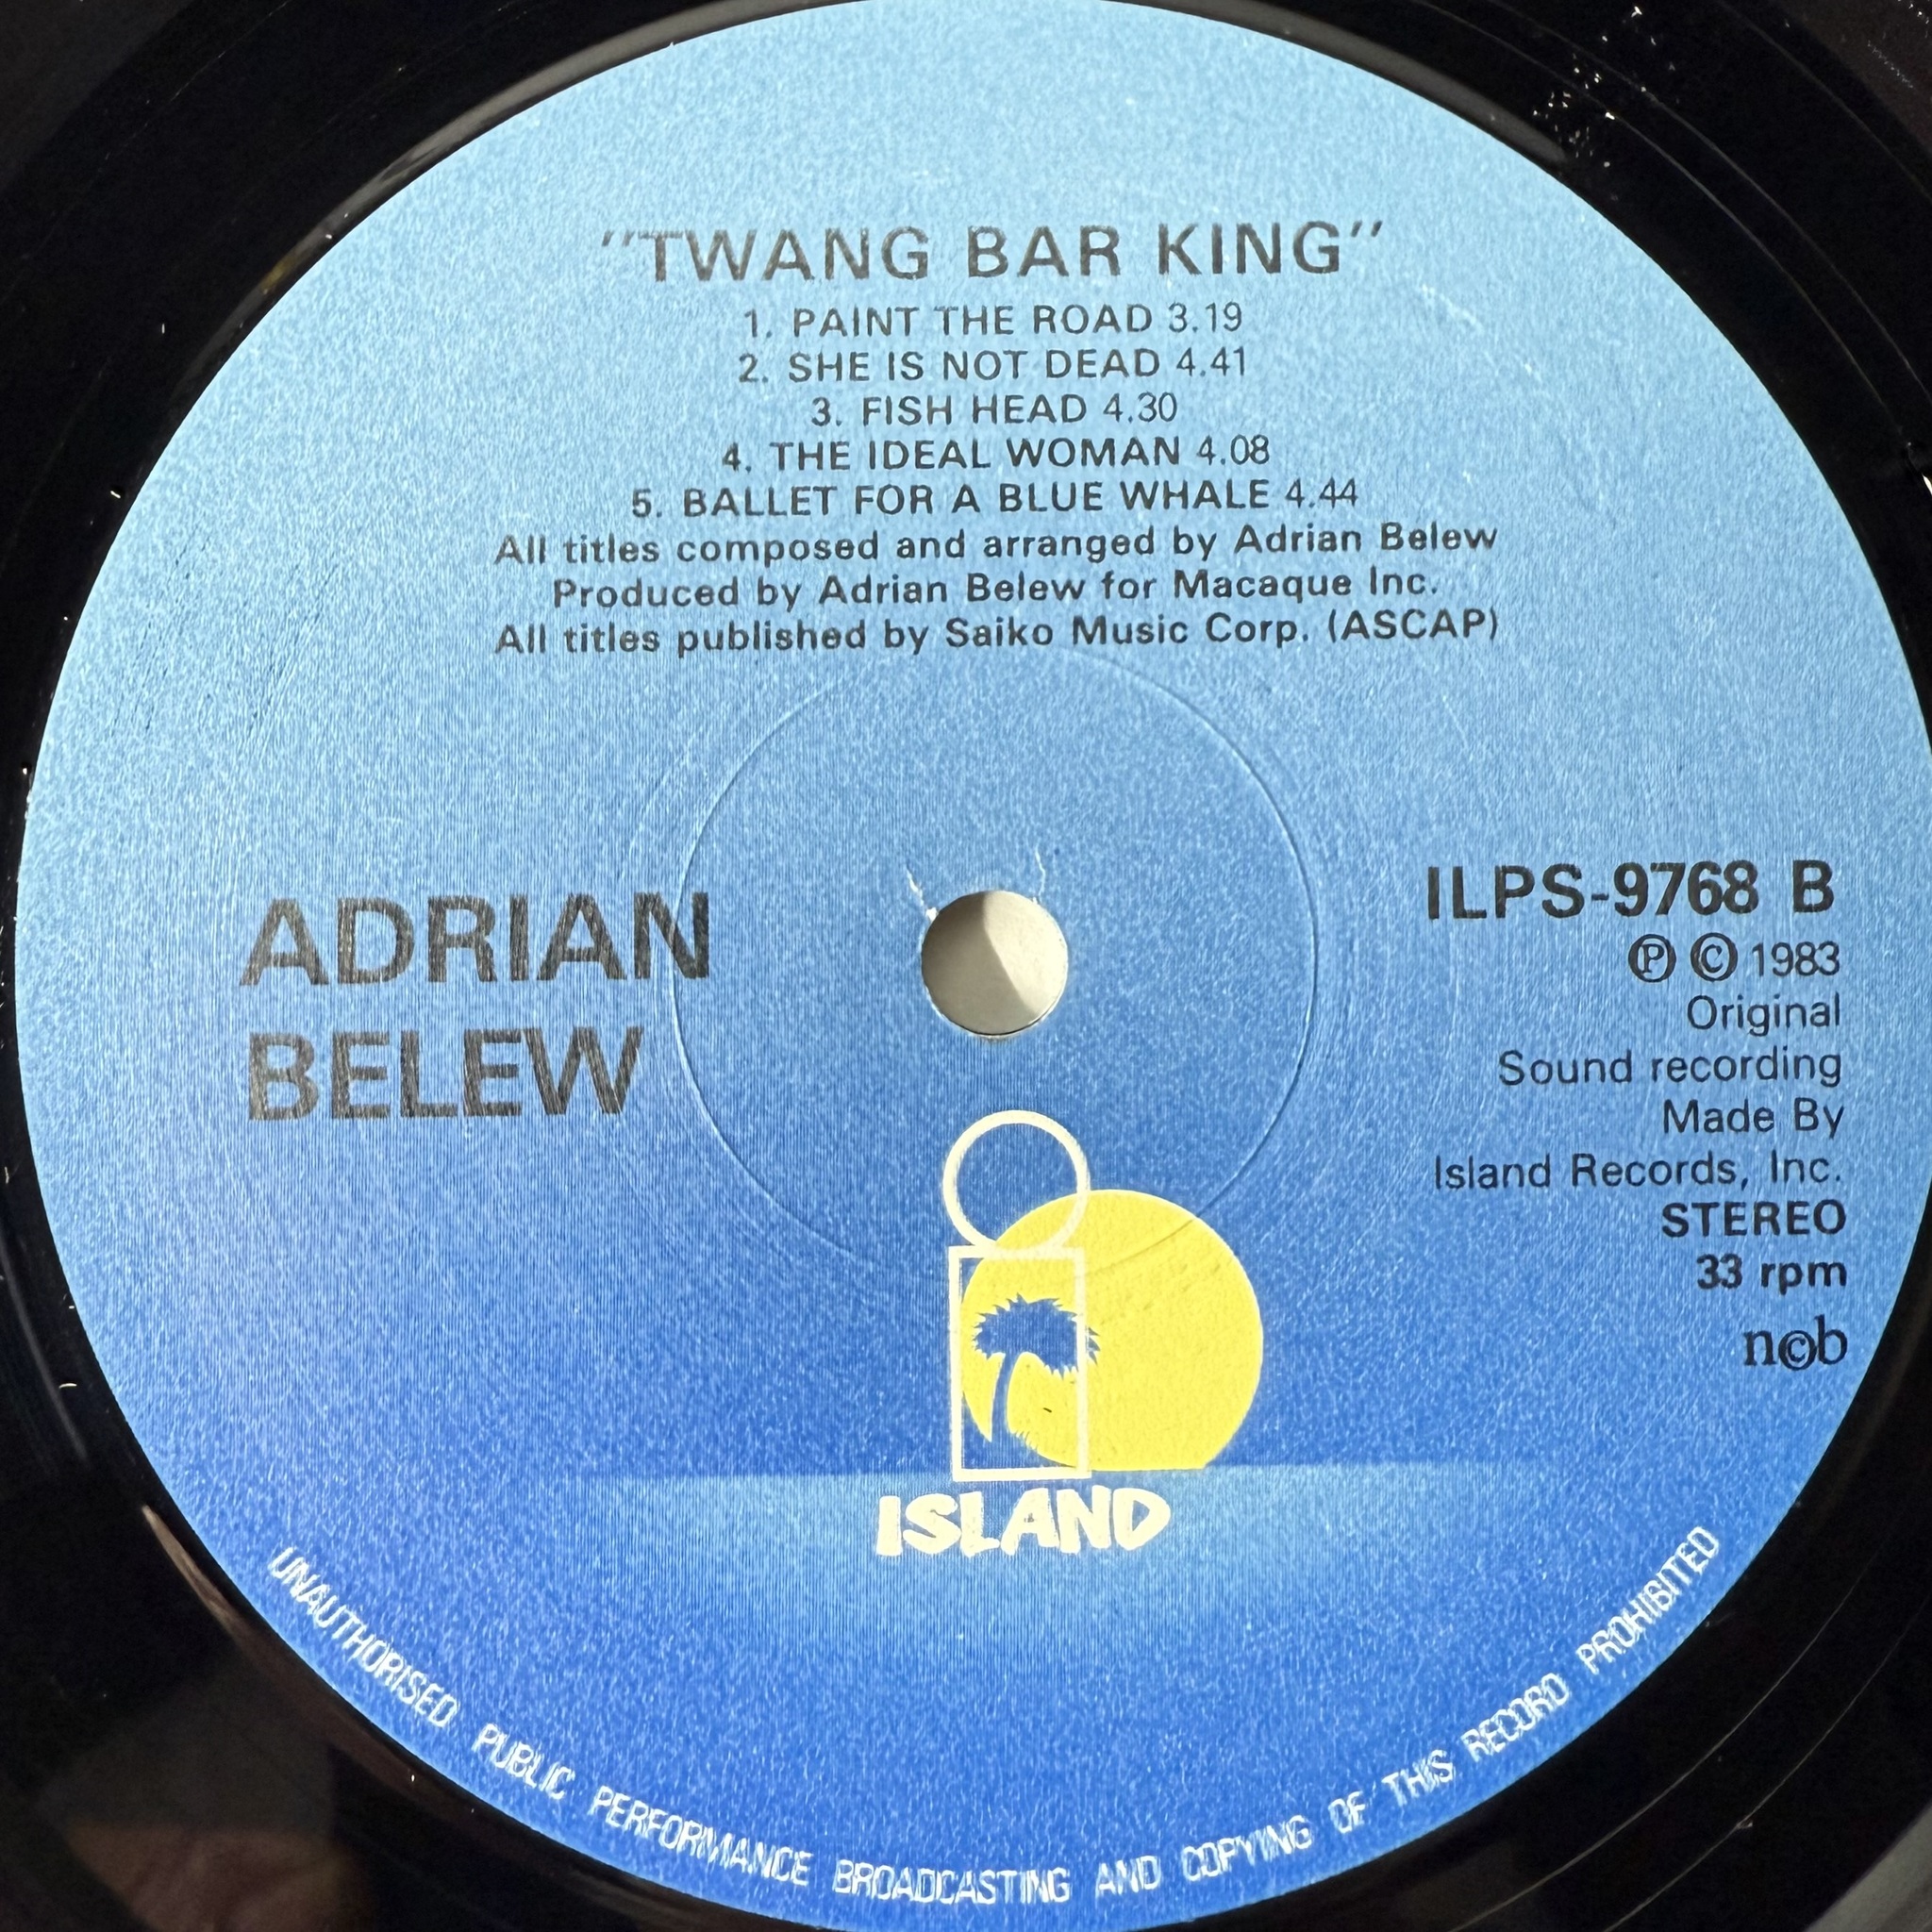 "TWANG BAR KING"
1. PAINT THE ROAD 3.19
2. SHE IS NOT DEAD 4.41
3. FISH HEAD 4.30
4. THE IDEAL WOMAN 4.08
5. BALLET FOR A BLUE WHALE 4.44
All titles composed and arranged by Adrian Belew
Produced by Adrian Belew for Macaque Inc.
All titles published by Saiko Music Corp. (ASCAP)
ADRIAN
BELEW
ILPS-9768 B
Ⓟ © 1983
Original
Sound recording
Made By
Island Records, Inc.
STEREO
33 rpm
n©b
ISLAND
UNAUTHORISED PUBLIC PERFORMANCE BROADCASTING AND COPYING OF THIS RECORD PROHIBITED